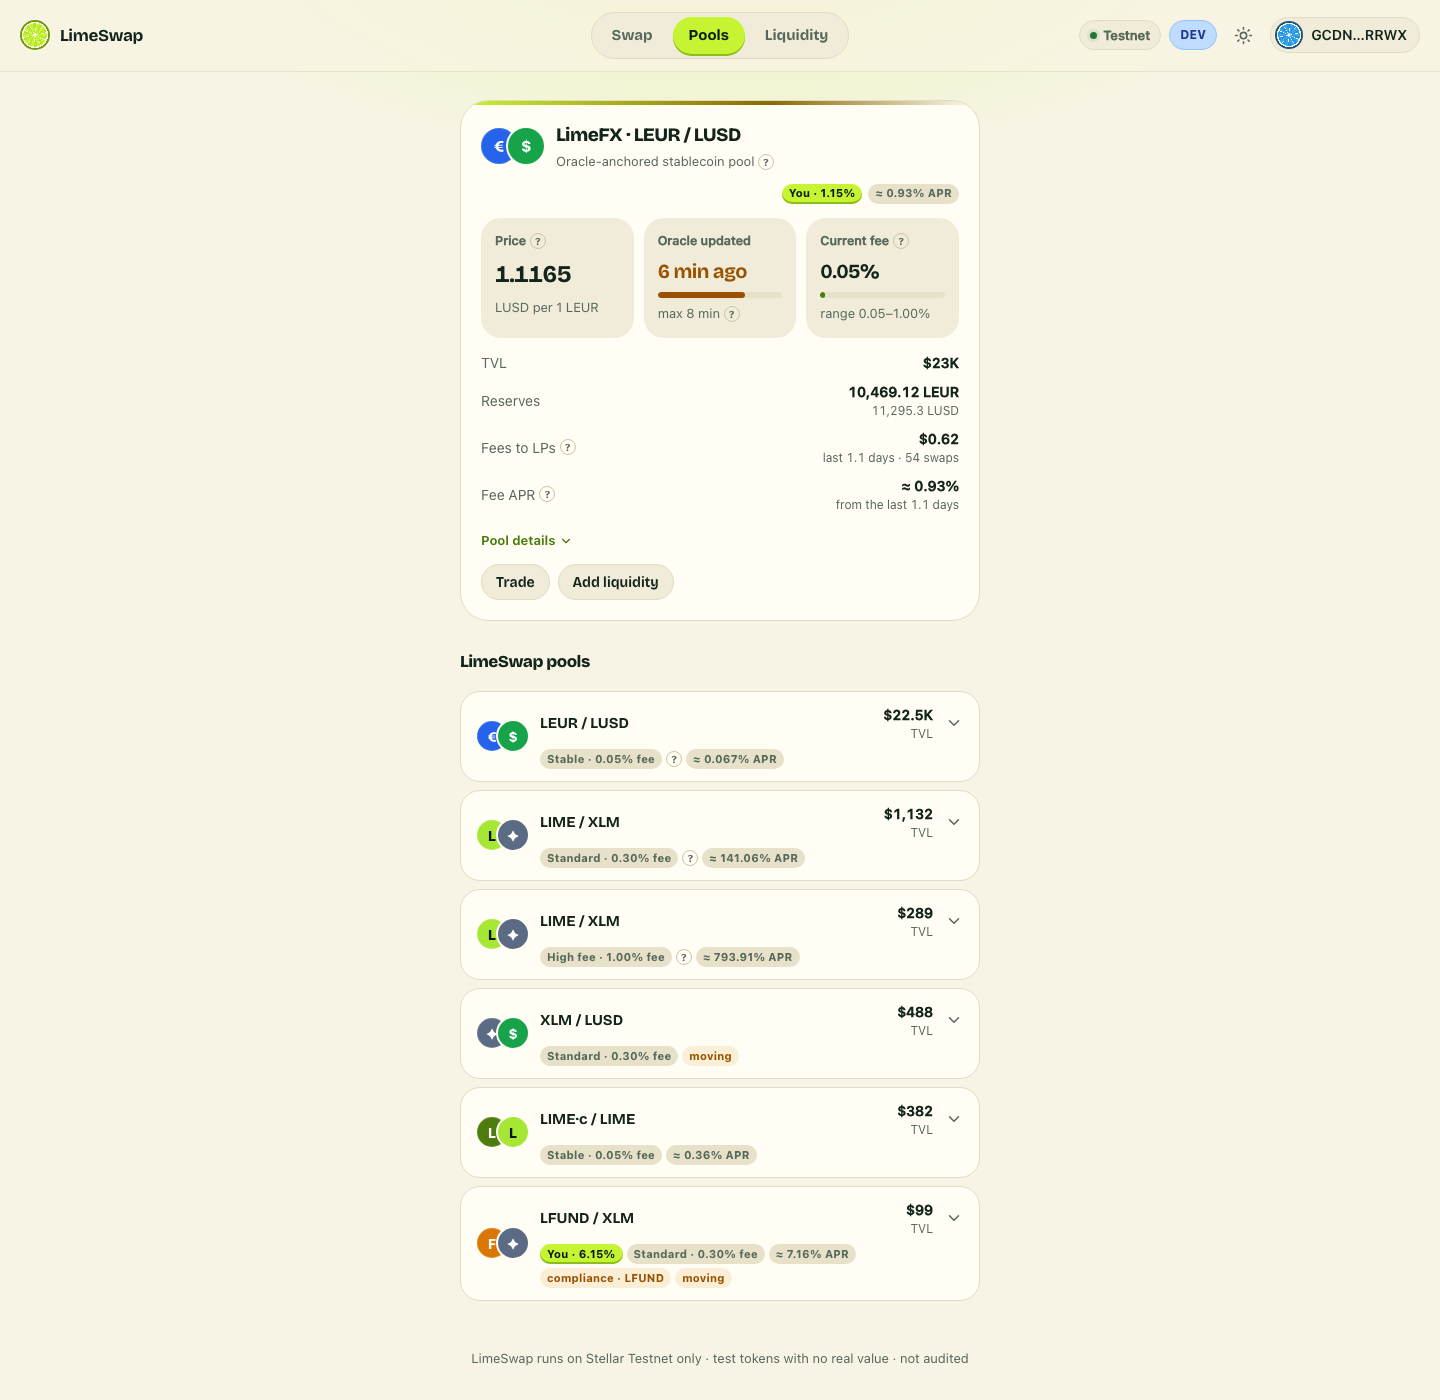 LimeSwap
Swap
Pools
Liquidity
Testnet
DEV
GCDN...RRWX
€
$
LimeFX · LEUR / LUSD
Oracle-anchored stablecoin pool ?
You · 1.15%
≈ 0.93% APR
Price ?
1.1165
LUSD per 1 LEUR
Oracle updated
6 min ago
max 8 min ?
Current fee ?
0.05%
range 0.05–1.00%
TVL
$23K
Reserves
10,469.12 LEUR
11,295.3 LUSD
Fees to LPs ?
$0.62
last 1.1 days · 54 swaps
Fee APR ?
≈ 0.93%
from the last 1.1 days
Pool details
Trade
Add liquidity
LimeSwap pools
€
$
LEUR / LUSD
$22.5K
TVL
Stable · 0.05% fee ? ≈ 0.067% APR
L
LIME / XLM
$1,132
TVL
Standard · 0.30% fee ? ≈ 141.06% APR
L
LIME / XLM
$289
TVL
High fee · 1.00% fee ? ≈ 793.91% APR
$
XLM / LUSD
$488
TVL
Standard · 0.30% fee moving
L
L
LIME·c / LIME
$382
TVL
Stable · 0.05% fee ≈ 0.36% APR
F
LFUND / XLM
$99
TVL
You · 6.15% Standard · 0.30% fee ≈ 7.16% APR
compliance · LFUND moving
LimeSwap runs on Stellar Testnet only · test tokens with no real value · not audited